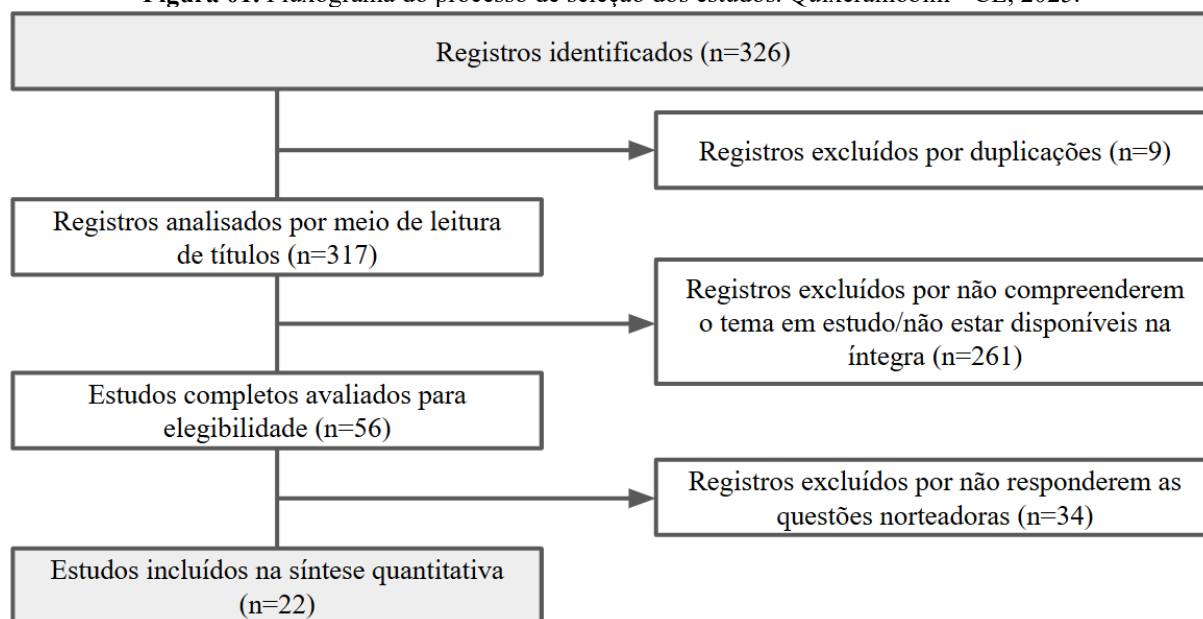 Registros identificados (n=326)
Registros excluídos por duplicações (n=9)
Registros analisados por meio de leitura
de títulos (n=317)
Registros excluídos por não compreenderem
o tema em estudo/não estar disponíveis na
íntegra (n=261)
Estudos completos avaliados para
elegibilidade (n=56)
Registros excluídos por não responderem as
questões norteadoras (n=34)
Estudos incluídos na síntese quantitativa
(n=22)